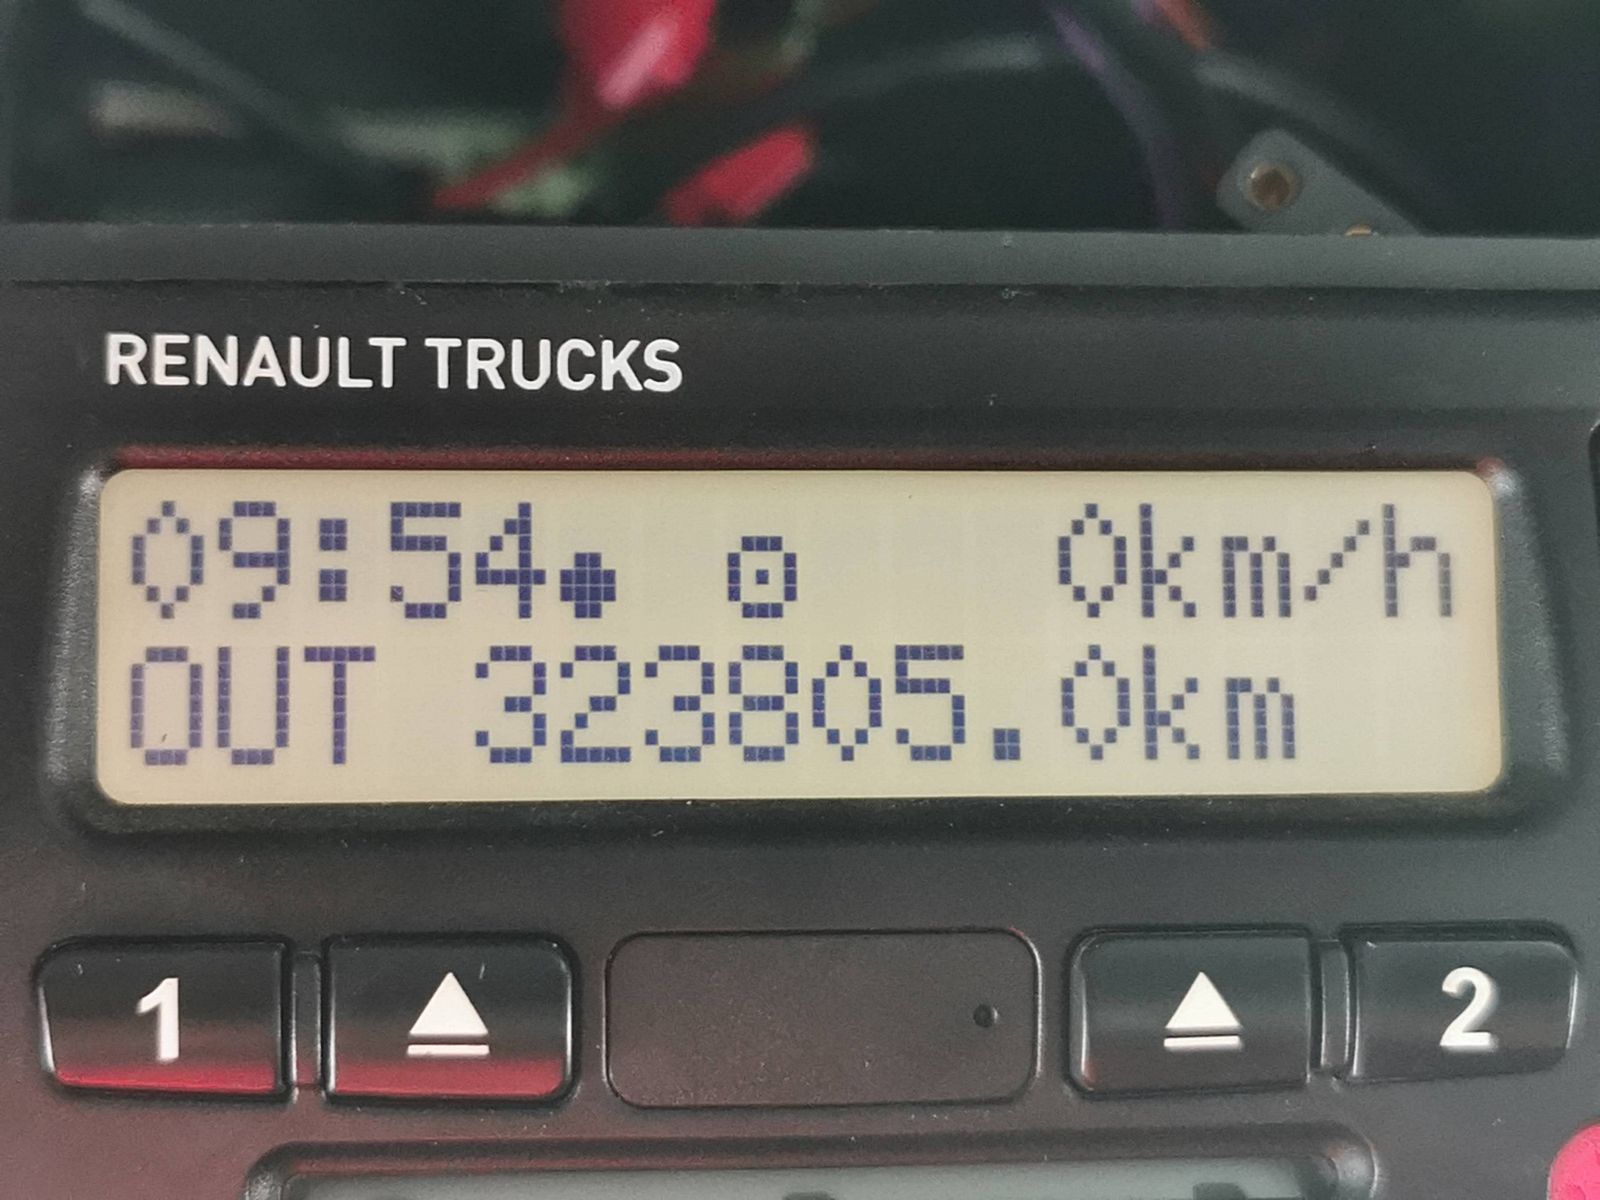 RENAULT TRUCKS
09:54● ⊙ 0km/h
OUT 323805.0km
1 ⏏ ⏏ 2